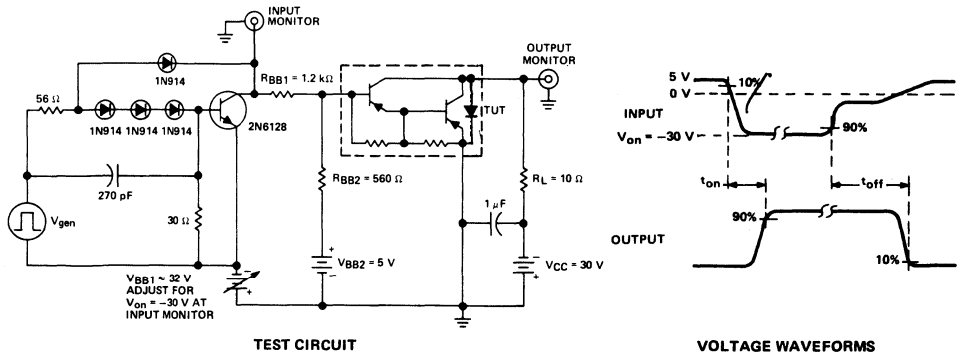 INPUT
MONITOR
OUTPUT
MONITOR
1N914
RBB1 = 1.2 kΩ
56 Ω
1N914 1N914 1N914
2N6128
TUT
270 pF
Vgen
30 Ω
RBB2 = 560 Ω
RL = 10 Ω
1 μF
+
VBB2 = 5 V
−
−
VCC = 30 V
+
−
+
VBB1 ~ 32 V
ADJUST FOR
Von = −30 V AT
INPUT MONITOR
TEST CIRCUIT
5 V
0 V
10%
INPUT
Von = −30 V
90%
ton
toff
90%
OUTPUT
10%
VOLTAGE WAVEFORMS